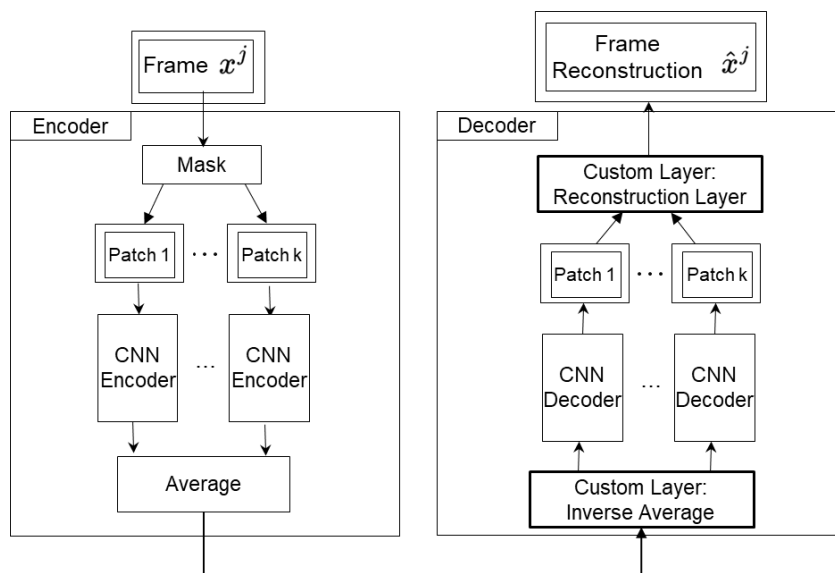 Frame x^j
Encoder
Mask
Patch 1 ... Patch k
CNN
Encoder
...
CNN
Encoder
Average
Frame
Reconstruction x̂^j
Decoder
Custom Layer:
Reconstruction Layer
Patch 1 ... Patch k
CNN
Decoder
...
CNN
Decoder
Custom Layer:
Inverse Average